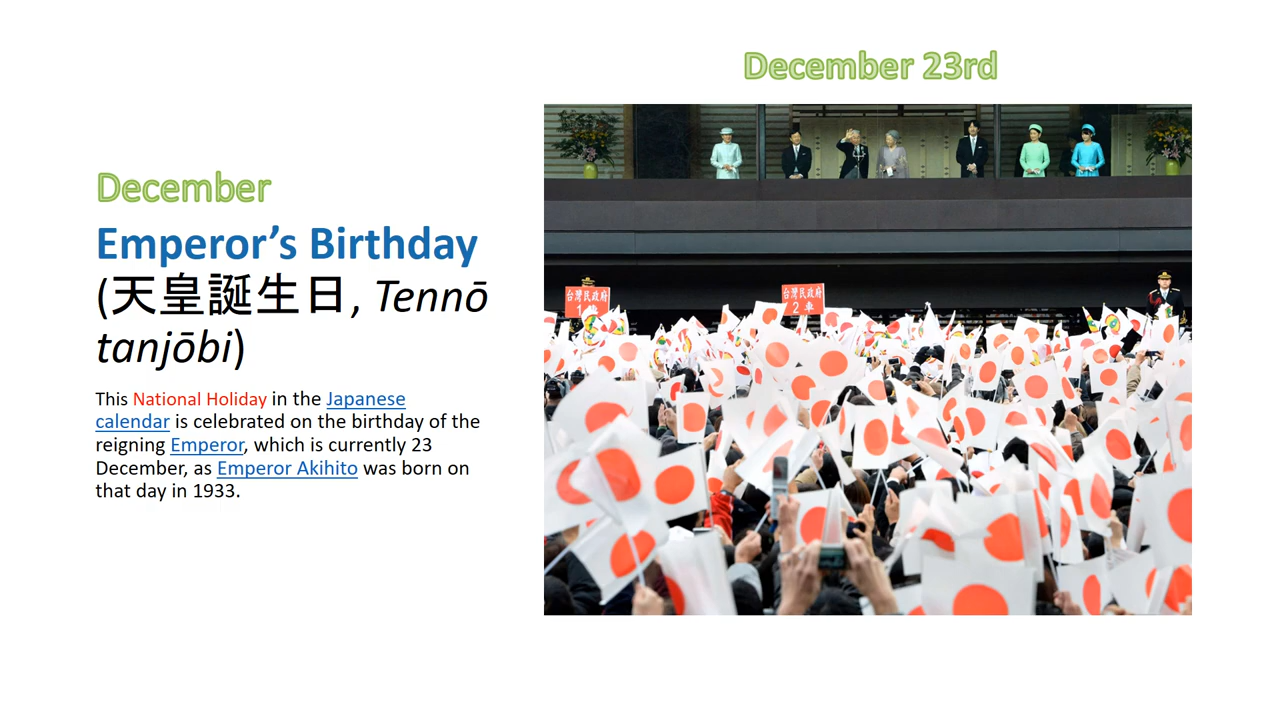 December 23rd
December
Emperor’s Birthday
(天皇誕生日, Tennō
tanjōbi)
This National Holiday in the Japanese
calendar is celebrated on the birthday of the
reigning Emperor, which is currently 23
December, as Emperor Akihito was born on
that day in 1933.
台灣民政府
台灣民政府
2 車